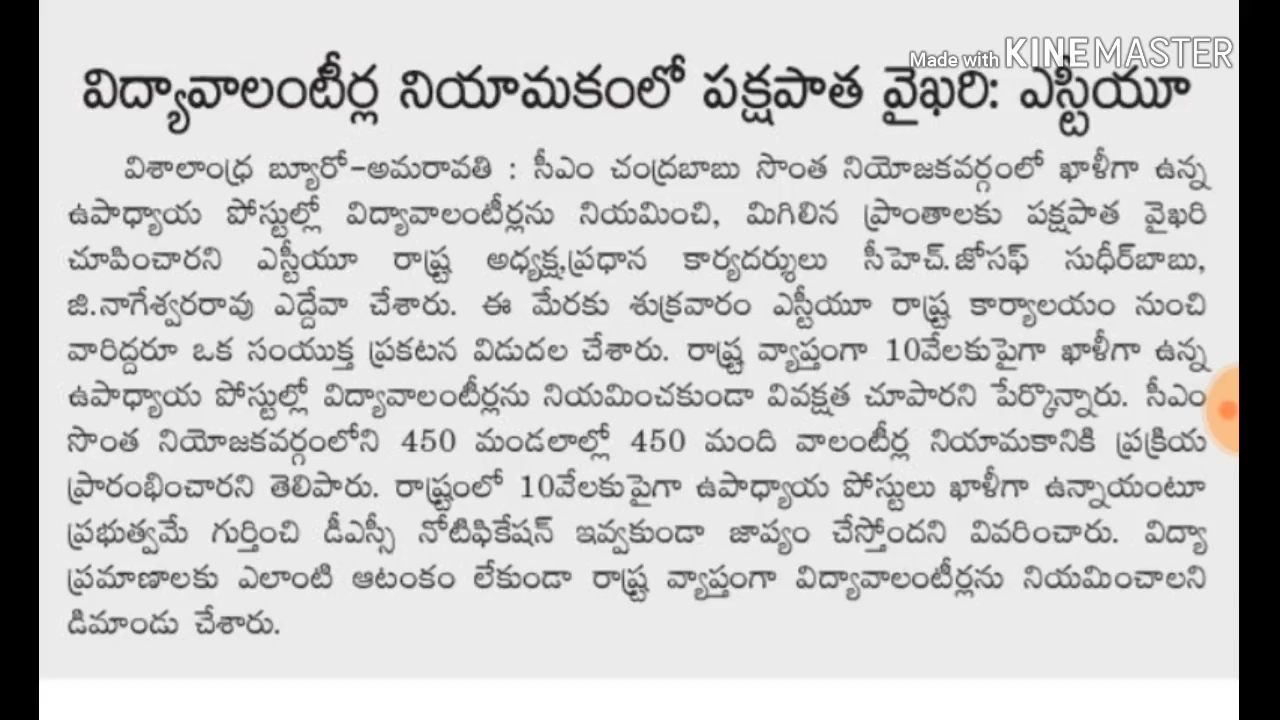 Made with KINEMASTER
విద్యావాలంటీర్ల నియామకంలో పక్షపాత వైఖరి: ఎస్టీయూ
విశాలాంధ్ర బ్యూరో-అమరావతి : సీఎం చంద్రబాబు సొంత నియోజకవర్గంలో ఖాళీగా ఉన్న
ఉపాధ్యాయ పోస్టుల్లో విద్యావాలంటీర్లను నియమించి, మిగిలిన ప్రాంతాలకు పక్షపాత వైఖరి
చూపించారని ఎస్టీయూ రాష్ట్ర అధ్యక్ష,ప్రధాన కార్యదర్శులు సీహెచ్.జోసఫ్ సుధీర్‌బాబు,
జి.నాగేశ్వరరావు ఎద్దేవా చేశారు. ఈ మేరకు శుక్రవారం ఎస్టీయూ రాష్ట్ర కార్యాలయం నుంచి
వారిద్దరూ ఒక సంయుక్త ప్రకటన విడుదల చేశారు. రాష్ట్ర వ్యాప్తంగా 10వేలకుపైగా ఖాళీగా ఉన్న
ఉపాధ్యాయ పోస్టుల్లో విద్యావాలంటీర్లను నియమించకుండా వివక్షత చూపారని పేర్కొన్నారు. సీఎం
సొంత నియోజకవర్గంలోని 450 మండలాల్లో 450 మంది వాలంటీర్ల నియామకానికి ప్రక్రియ
ప్రారంభించారని తెలిపారు. రాష్ట్రంలో 10వేలకుపైగా ఉపాధ్యాయ పోస్టులు ఖాళీగా ఉన్నాయంటూ
ప్రభుత్వమే గుర్తించి డీఎస్సీ నోటిఫికేషన్ ఇవ్వకుండా జాప్యం చేస్తోందని వివరించారు. విద్యా
ప్రమాణాలకు ఎలాంటి ఆటంకం లేకుండా రాష్ట్ర వ్యాప్తంగా విద్యావాలంటీర్లను నియమించాలని
డిమాండు చేశారు.